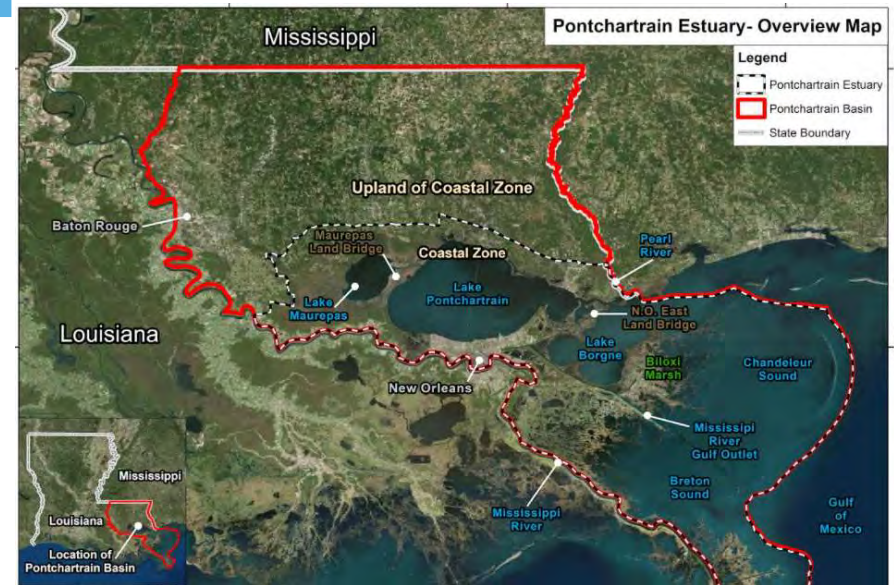 Pontchartrain Estuary- Overview Map
Legend
Pontchartrain Estuary
Pontchartrain Basin
State Boundary
Mississippi
Upland of Coastal Zone
Baton Rouge
Maurepas
Land Bridge
Coastal Zone
Pearl
River
Lake
Maurepas
Lake
Pontchartrain
N.O. East
Land Bridge
Louisiana
Lake
Borgne
Biloxi
Marsh
Chandeleur
Sound
New Orleans
Mississipi
River
Gulf Outlet
Breton
Sound
Mississippi
River
Gulf
of
Mexico
Mississippi
Louisiana
Location of
Pontchartrain Basin